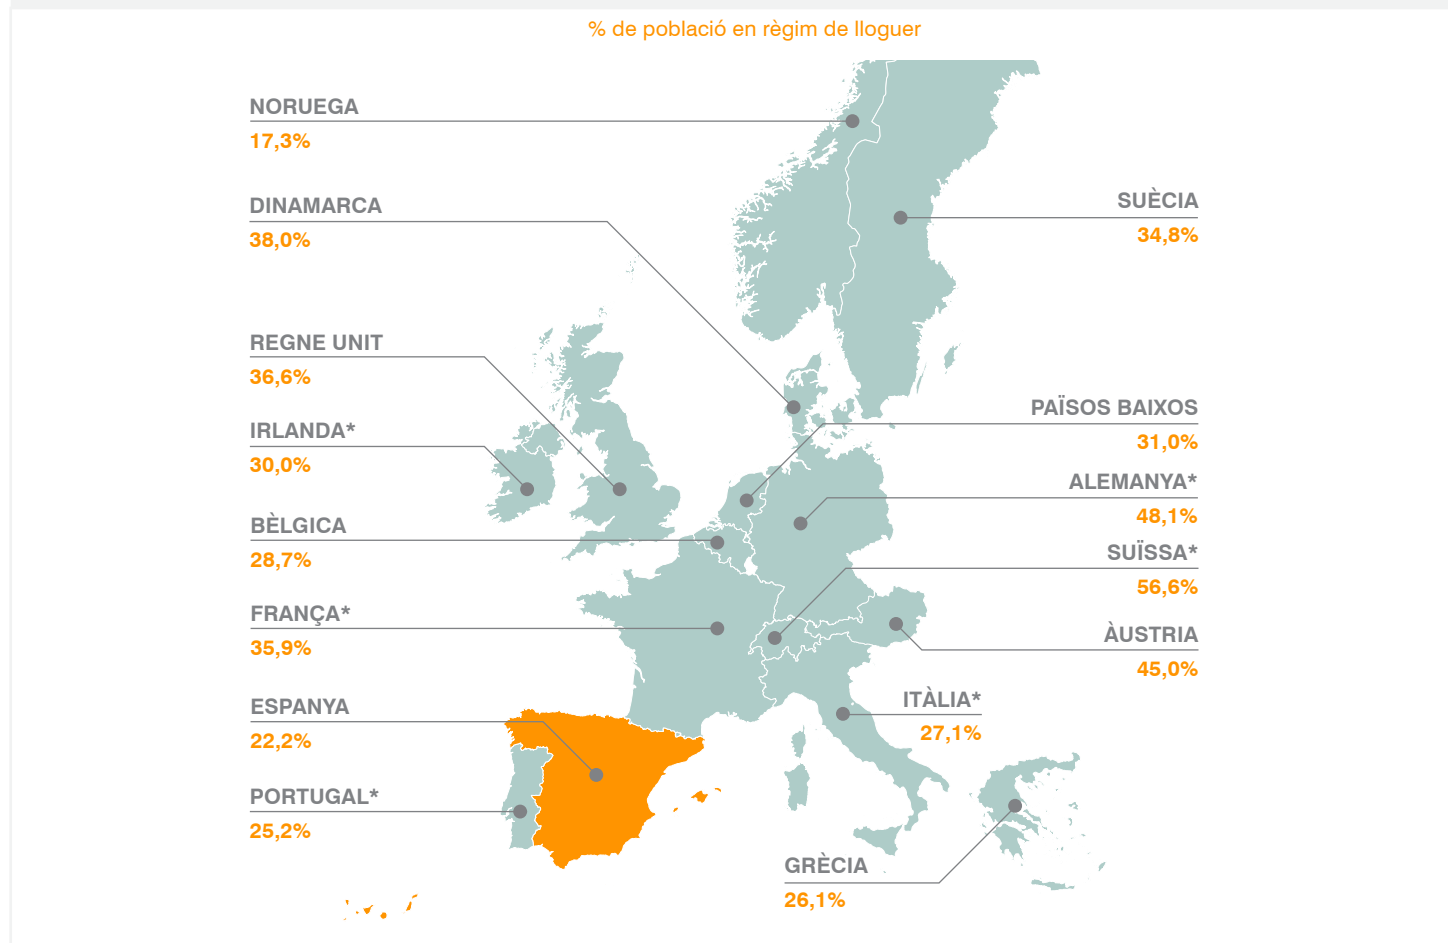 % de població en règim de lloguer
NORUEGA
17,3%
DINAMARCA
38,0%
SUÈCIA
34,8%
REGNE UNIT
36,6%
IRLANDA*
30,0%
BÈLGICA
28,7%
FRANÇA*
35,9%
ESPANYA
22,2%
PORTUGAL*
25,2%
PAÏSOS BAIXOS
31,0%
ALEMANYA*
48,1%
SUÏSSA*
56,6%
ÀUSTRIA
45,0%
ITÀLIA*
27,1%
GRÈCIA
26,1%